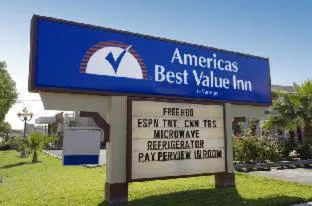 Americas
Best Value Inn
FREE HBO
ESPN TNT CNN TBS
MICROWAVE
REFRIGERATOR
PAY PERVIEW IN ROOM